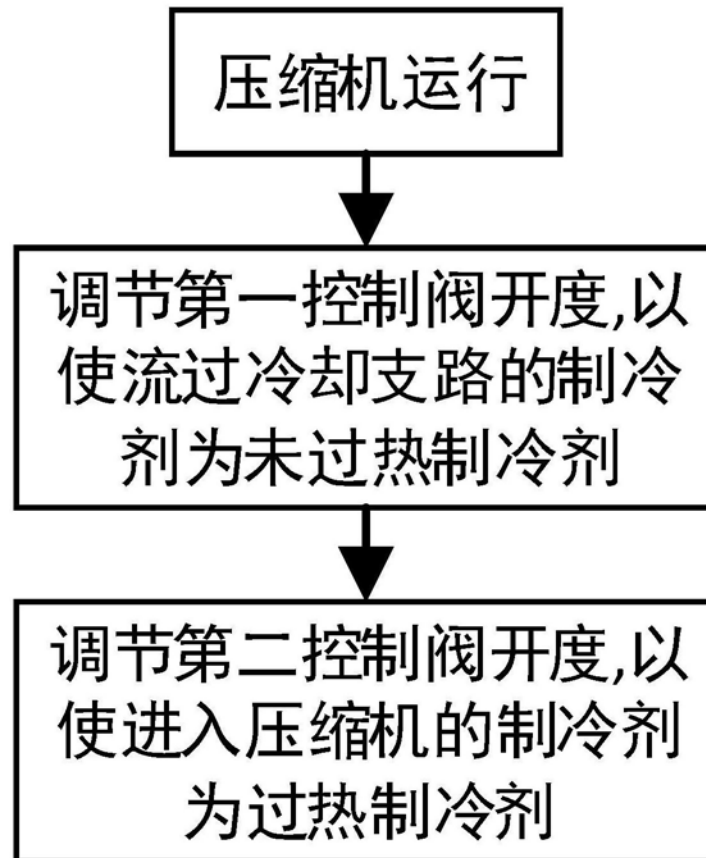 压缩机运行
调节第一控制阀开度,以
使流过冷却支路的制冷
剂为未过热制冷剂
调节第二控制阀开度,以
使进入压缩机的制冷剂
为过热制冷剂